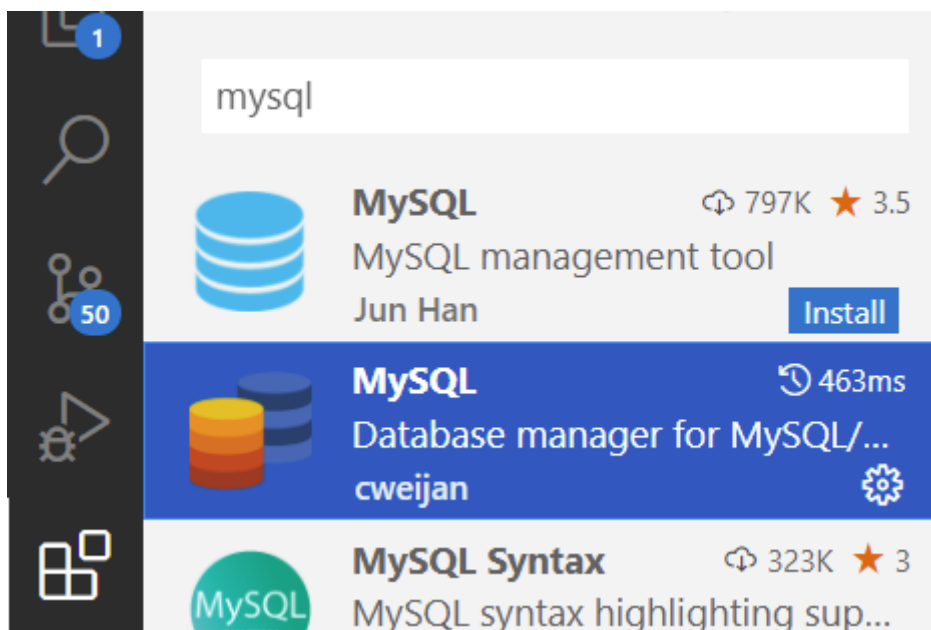 1
mysql
MySQL 797K ★ 3.5
MySQL management tool
Jun Han Install
50
MySQL 463ms
Database manager for MySQL/...
cweijan
MySQL Syntax 323K ★ 3
MySQL
MySQL syntax highlighting sup...